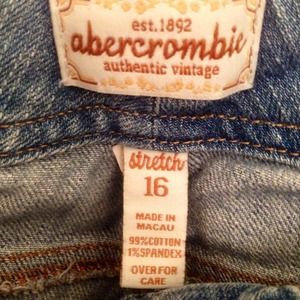 est.1892
abercrombie
authentic vintage
stretch
16
MADE IN
MACAU
99%COTTON
1%SPANDEX
OVER FOR
CARE